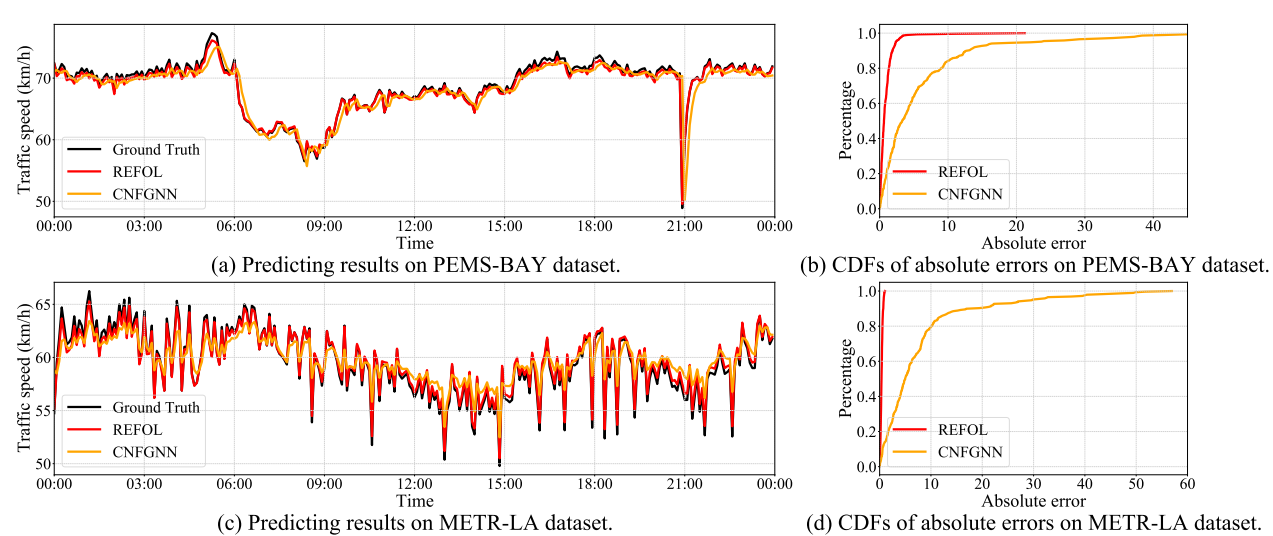 Traffic speed (km/h)
70
60
50
Ground Truth
REFOL
CNFGNN
00:00 03:00 06:00 09:00 12:00 15:00 18:00 21:00 00:00
Time
(a) Predicting results on PEMS-BAY dataset.
Percentage
1.0
0.8
0.6
0.4
0.2
0.0
REFOL
CNFGNN
0 10 20 30 40
Absolute error
(b) CDFs of absolute errors on PEMS-BAY dataset.
Traffic speed (km/h)
65
60
55
50
Ground Truth
REFOL
CNFGNN
00:00 03:00 06:00 09:00 12:00 15:00 18:00 21:00 00:00
Time
(c) Predicting results on METR-LA dataset.
Percentage
1.0
0.8
0.6
0.4
0.2
0.0
REFOL
CNFGNN
0 10 20 30 40 50 60
Absolute error
(d) CDFs of absolute errors on METR-LA dataset.